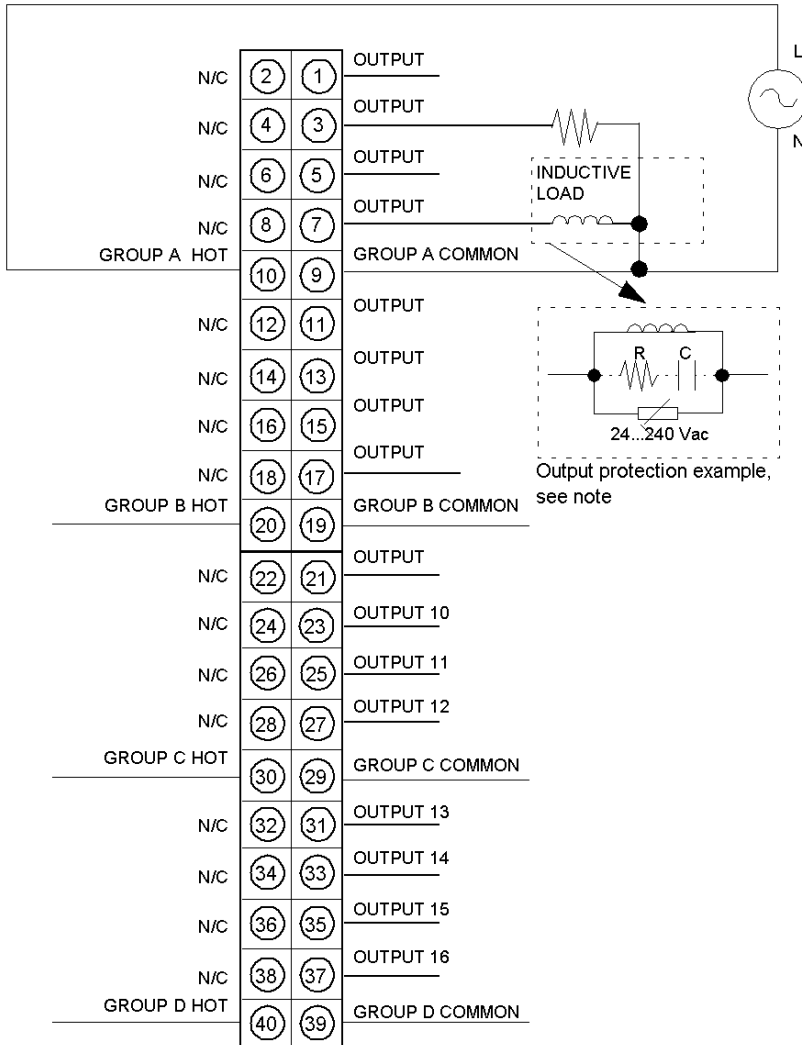 L
N
OUTPUT
N/C 2 1
OUTPUT
N/C 4 3
OUTPUT
N/C 6 5
INDUCTIVE
LOAD
OUTPUT
N/C 8 7
GROUP A HOT 10 9 GROUP A COMMON
OUTPUT
N/C 12 11
OUTPUT
N/C 14 13
OUTPUT
N/C 16 15
OUTPUT
N/C 18 17
GROUP B HOT 20 19 GROUP B COMMON
R C
24...240 Vac
Output protection example,
see note
OUTPUT
N/C 22 21
N/C 24 23 OUTPUT 10
N/C 26 25 OUTPUT 11
N/C 28 27 OUTPUT 12
GROUP C HOT 30 29 GROUP C COMMON
N/C 32 31 OUTPUT 13
N/C 34 33 OUTPUT 14
N/C 36 35 OUTPUT 15
N/C 38 37 OUTPUT 16
GROUP D HOT 40 39 GROUP D COMMON